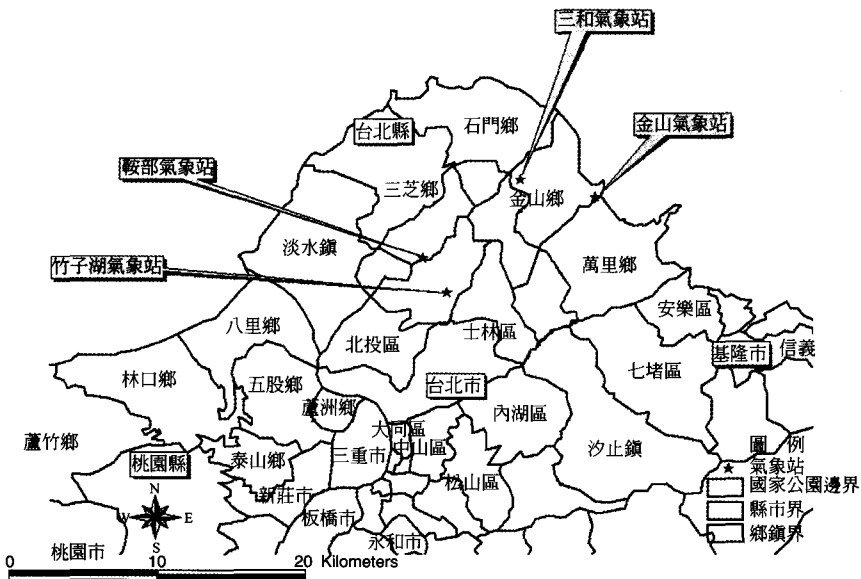 三和氣象站
石門鄉
金山氣象站
台北縣
鞍部氣象站
三芝鄉
金山鄉
淡水鎮
竹子湖氣象站
萬里鄉
安樂區
八里鄉
北投區
士林區
基隆市
信義
林口鄉
五股鄉
七堵區
台北市
蘆洲鄉
內湖區
大同區
中山區
蘆竹鄉
桃園縣
泰山鄉
三重市
松山區
汐止鎮
圖 例
氣象站
國家公園邊界
縣市界
鄉鎮界
新莊市
板橋市
永和市
N
W E
S
桃園市
0 10 20 Kilometers